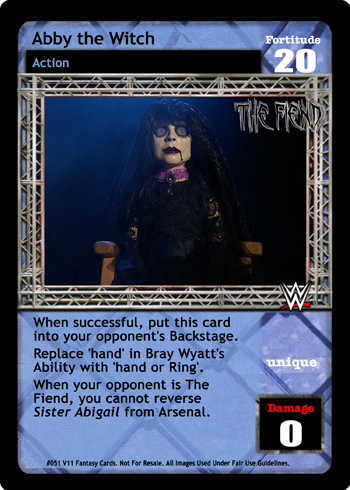 Abby the Witch
Fortitude
20
Action
THE FIEND
W
When successful, put this card
into your opponent's Backstage.
Replace 'hand' in Bray Wyatt's
Ability with 'hand or Ring'.
When your opponent is The
Fiend, you cannot reverse
Sister Abigail from Arsenal.
unique
Damage
0
#051 V11 Fantasy Cards. Not For Resale. All Images Used Under Fair Use Guidelines.